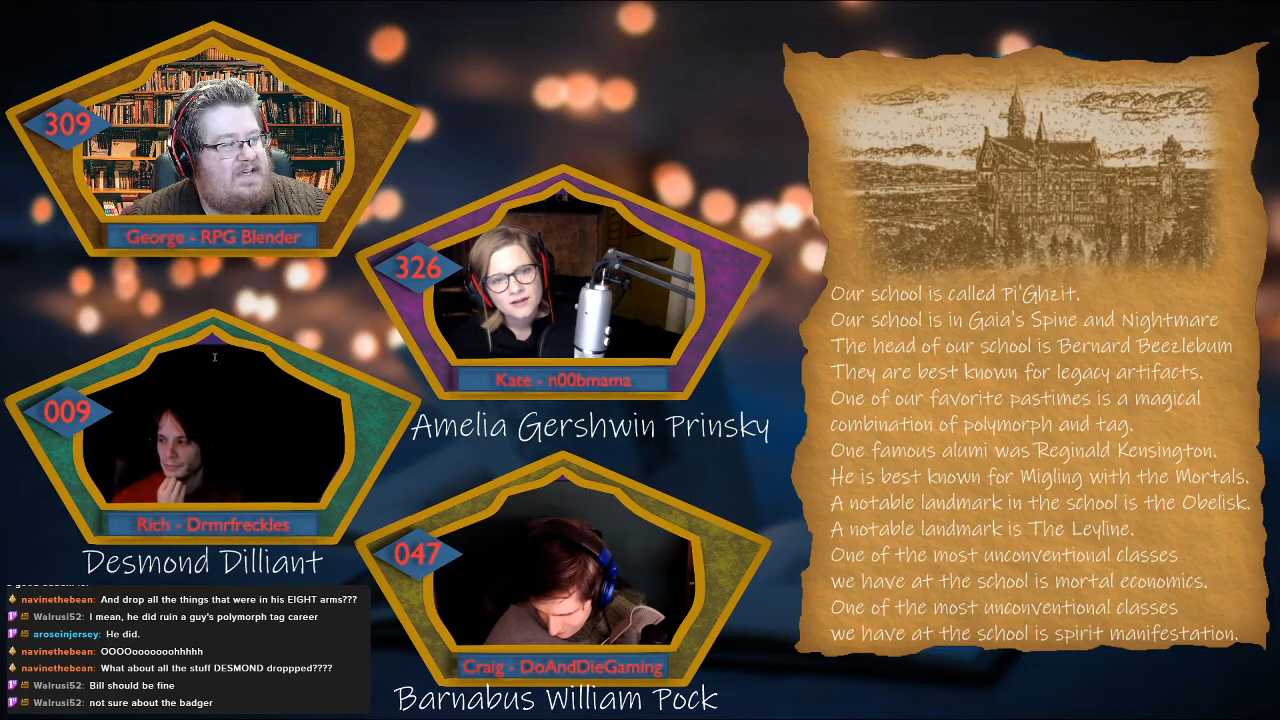 309
George - RPG Blender
326
Kate - n00bmama
Amelia Gershwin Prinsky
009
Rich - Drmrfreckles
Desmond Dilliant
047
Craig - DoAndDieGaming
Barnabus William Pock
navinethebean: And drop all the things that were in his EIGHT arms???
Walrusi52: I mean, he did ruin a guy's polymorph tag career
aroseinjersey: He did.
navinethebean: OOOOooooooohhhhh
navinethebean: What about all the stuff DESMOND droppped????
Walrusi52: Bill should be fine
Walrusi52: not sure about the badger
Our school is called Pi'Ghzit.
Our school is in Gaia's Spine and Nightmare
The head of our school is Bernard Beezlebum
They are best known for legacy artifacts.
One of our favorite pastimes is a magical
combination of polymorph and tag.
One famous alumi was Reginald Kensington.
He is best known for Migling with the Mortals.
A notable landmark in the school is the Obelisk.
A notable landmark is The Leyline.
One of the most unconventional classes
we have at the school is mortal economics.
One of the most unconventional classes
we have at the school is spirit manifestation.